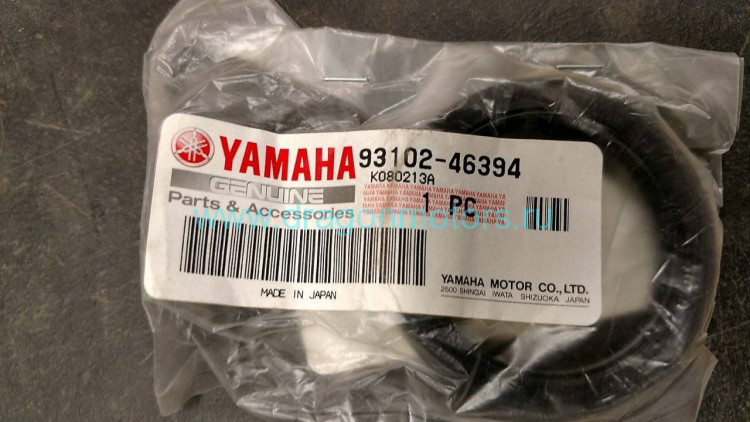 YAMAHA 93102-46394
GENUINE K080213A
Parts & Accessories 1 PC
www.dragonmotors.ru
MADE IN JAPAN
YAMAHA MOTOR CO., LTD.
2500 SHINGAI IWATA SHIZUOKA JAPAN